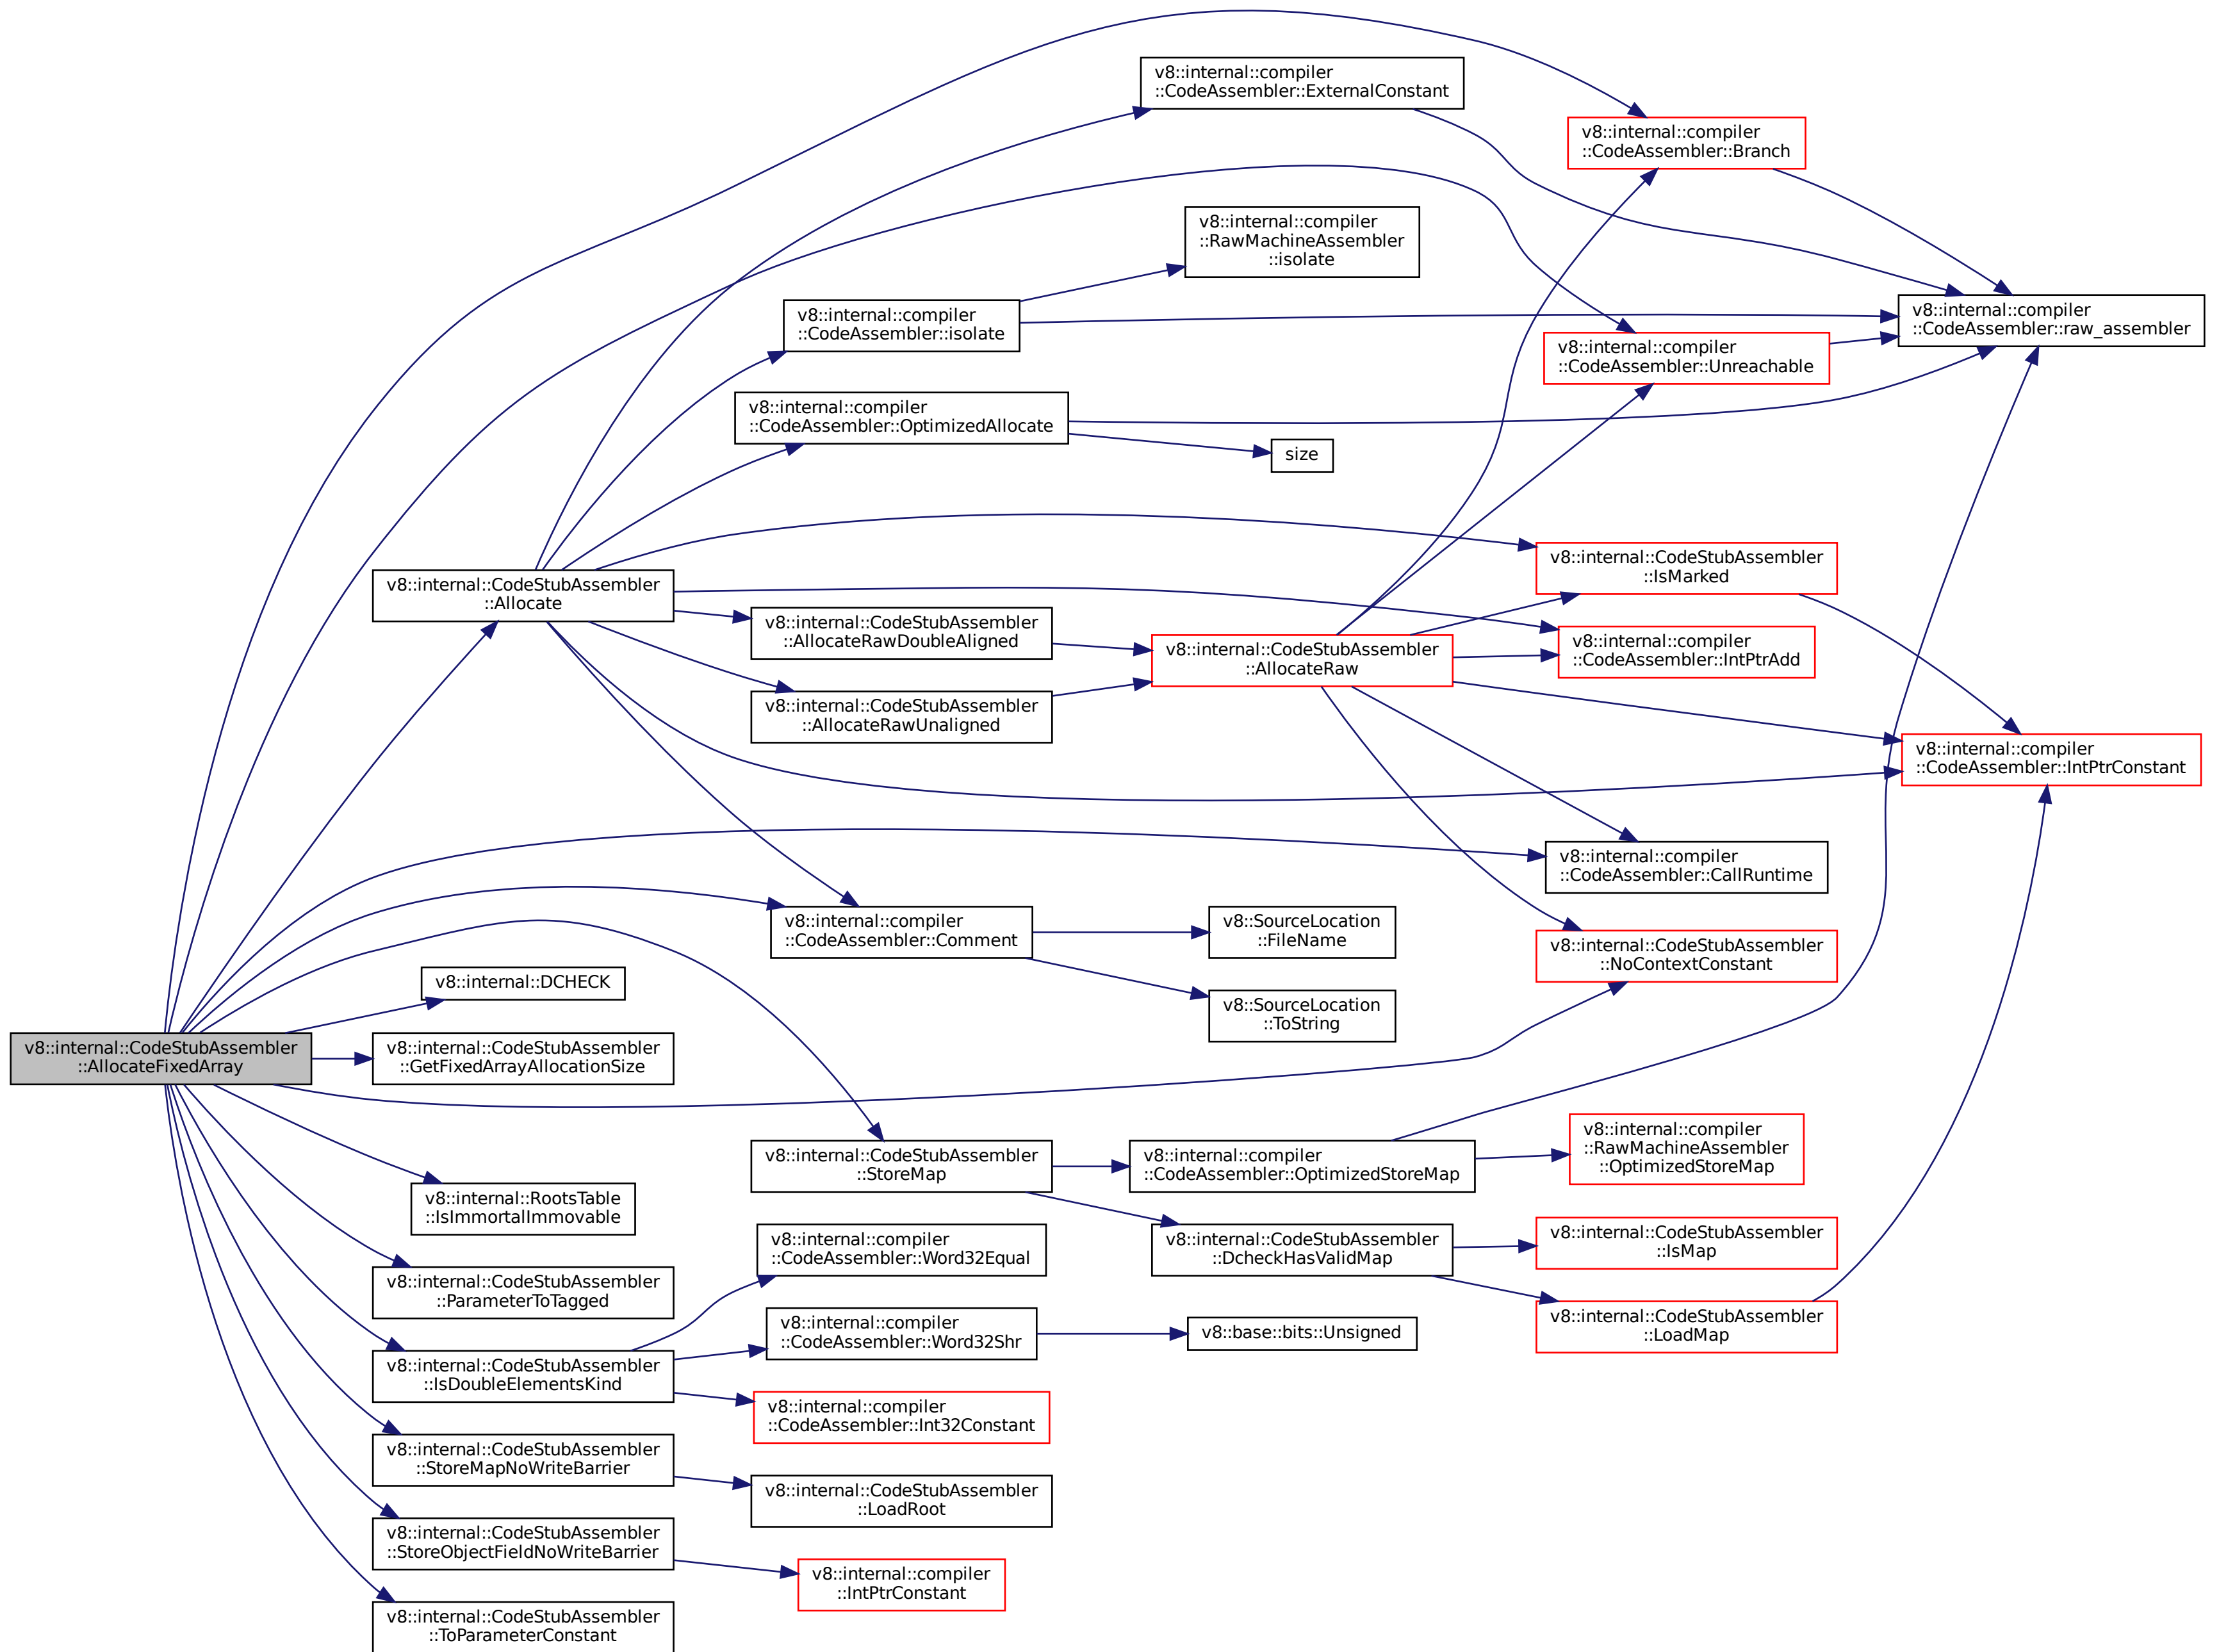 v8::internal::compiler
::CodeAssembler::ExternalConstant
v8::internal::compiler
::CodeAssembler::Branch
v8::internal::compiler
::RawMachineAssembler
::isolate
v8::internal::compiler
::CodeAssembler::isolate
v8::internal::compiler
::CodeAssembler::raw_assembler
v8::internal::compiler
::CodeAssembler::Unreachable
v8::internal::compiler
::CodeAssembler::OptimizedAllocate
size
v8::internal::CodeStubAssembler
::IsMarked
v8::internal::CodeStubAssembler
::Allocate
v8::internal::CodeStubAssembler
::AllocateRawDoubleAligned
v8::internal::compiler
::CodeAssembler::IntPtrAdd
v8::internal::CodeStubAssembler
::AllocateRaw
v8::internal::CodeStubAssembler
::AllocateRawUnaligned
v8::internal::compiler
::CodeAssembler::IntPtrConstant
v8::internal::compiler
::CodeAssembler::CallRuntime
v8::internal::compiler
::CodeAssembler::Comment
v8::SourceLocation
::FileName
v8::internal::CodeStubAssembler
::NoContextConstant
v8::internal::DCHECK
v8::SourceLocation
::ToString
v8::internal::CodeStubAssembler
::AllocateFixedArray
v8::internal::CodeStubAssembler
::GetFixedArrayAllocationSize
v8::internal::compiler
::RawMachineAssembler
::OptimizedStoreMap
v8::internal::CodeStubAssembler
::StoreMap
v8::internal::compiler
::CodeAssembler::OptimizedStoreMap
v8::internal::RootsTable
::IsImmortalImmovable
v8::internal::compiler
::CodeAssembler::Word32Equal
v8::internal::CodeStubAssembler
::DcheckHasValidMap
v8::internal::CodeStubAssembler
::IsMap
v8::internal::CodeStubAssembler
::ParameterToTagged
v8::internal::compiler
::CodeAssembler::Word32Shr
v8::base::bits::Unsigned
v8::internal::CodeStubAssembler
::LoadMap
v8::internal::CodeStubAssembler
::IsDoubleElementsKind
v8::internal::compiler
::CodeAssembler::Int32Constant
v8::internal::CodeStubAssembler
::StoreMapNoWriteBarrier
v8::internal::CodeStubAssembler
::LoadRoot
v8::internal::CodeStubAssembler
::StoreObjectFieldNoWriteBarrier
v8::internal::compiler
::IntPtrConstant
v8::internal::CodeStubAssembler
::ToParameterConstant